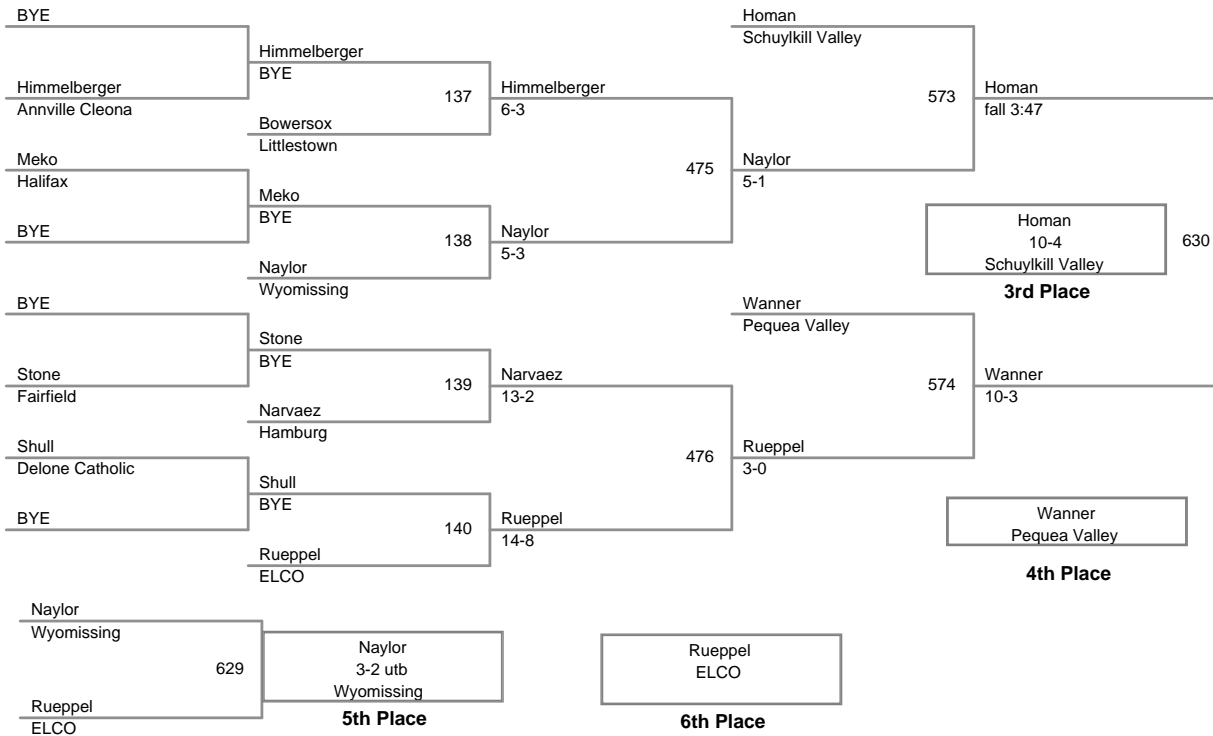 BYE
Himmelberger
Annville Cleona
Meko
Halifax
BYE
BYE
Stone
Fairfield
Shull
Delone Catholic
BYE
Himmelberger
BYE
137
Bowersox
Littlestown
Meko
BYE
138
Naylor
Wyomissing
Stone
BYE
139
Narvaez
Hamburg
Shull
BYE
140
Rueppel
ELCO
Himmelberger
6-3
475
Naylor
5-3
Narvaez
13-2
476
Rueppel
14-8
Homan
Schuylkill Valley
573
Naylor
5-1
Wanner
Pequea Valley
574
Rueppel
3-0
Homan
fall 3:47
Homan
10-4
Schuylkill Valley
630
3rd Place
Wanner
10-3
Wanner
Pequea Valley
4th Place
Naylor
Wyomissing
629
Rueppel
ELCO
Naylor
3-2 utb
Wyomissing
5th Place
Rueppel
ELCO
6th Place